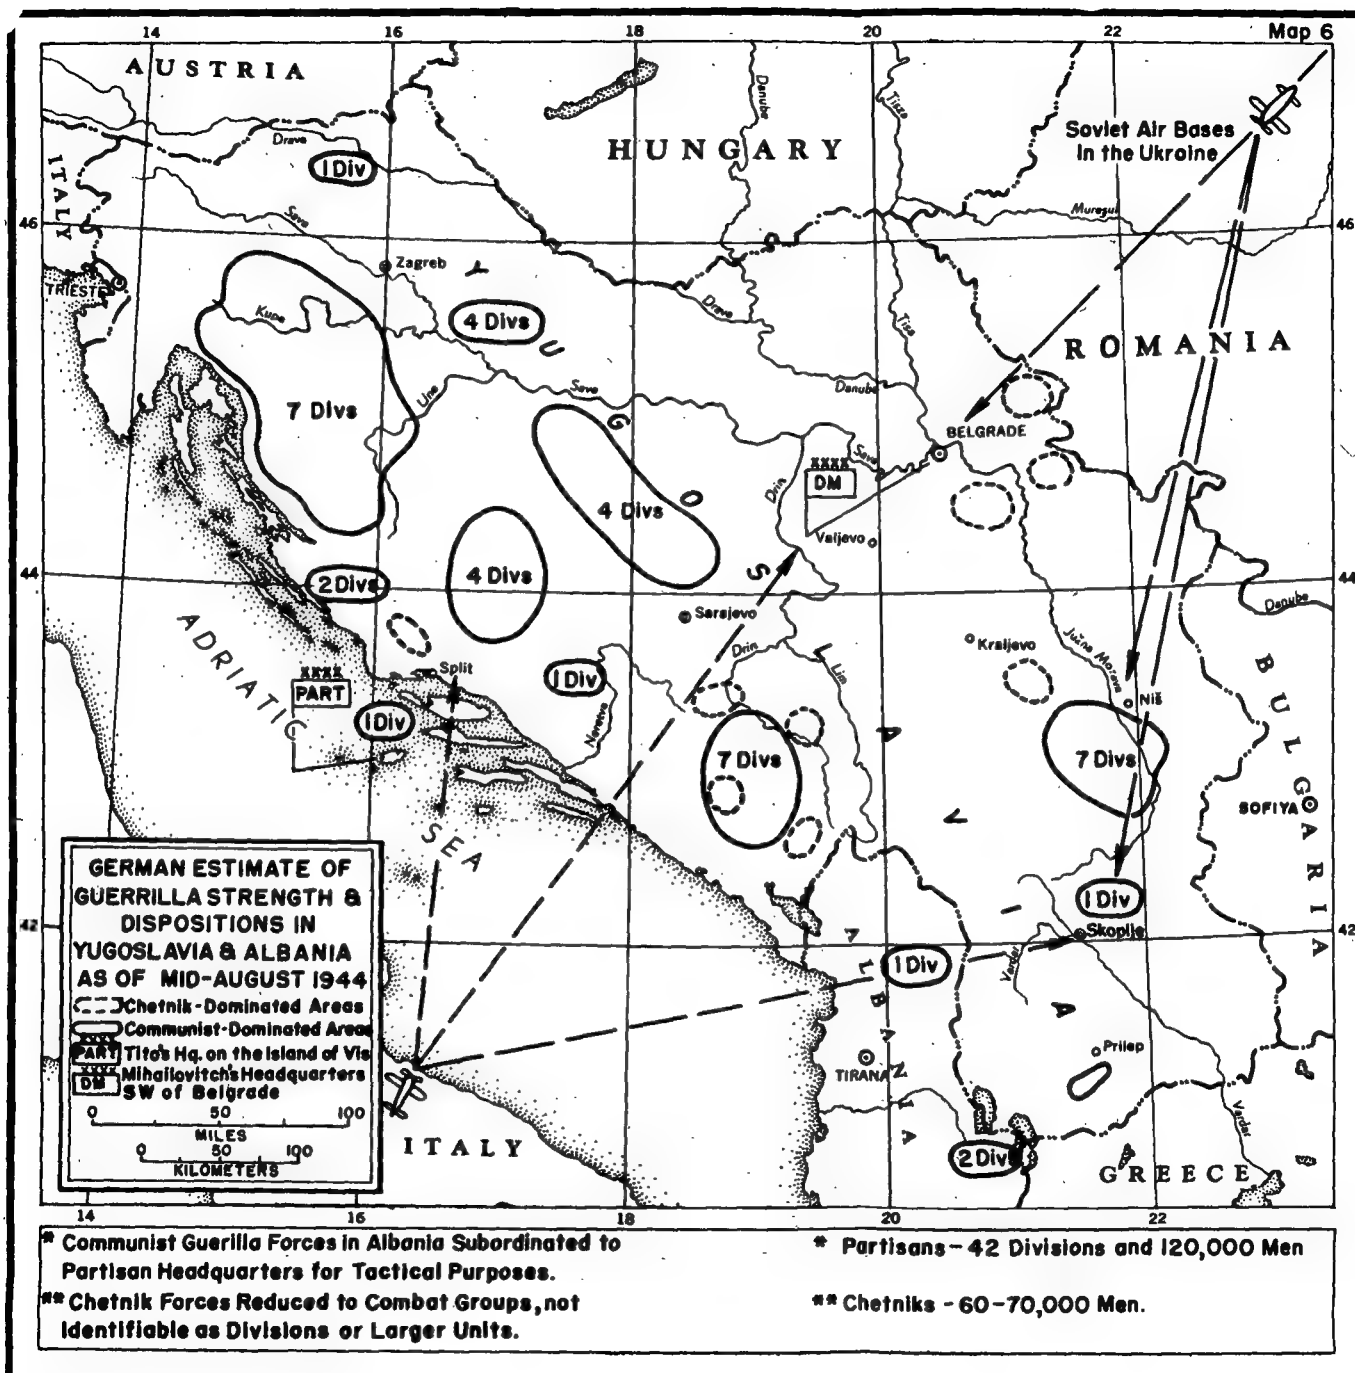 14 16 18 20 22 Map 6
AUSTRIA
HUNGARY
Danube
Tisza
Soviet Air Bases
In the Ukraine
Drava
1 Div
ITALY
46
Sava
Muresul
46
Zagreb
TRIESTE
Kupa
4 Divs
Drava
Tisa
ROMANIA
7 Divs
Una
Sava
Danube
BELGRADE
YUGOSLAVIA
4 Divs
Drin
Sava
XXXX
DM
Valjevo
44
2 Divs
4 Divs
44
Danube
ADRIATIC
SEA
Sarajevo
Drin
Lim
Kraljevo
Južna Morava
BULGARIA
XXXX
PART
Split
1 Div
1 Div
Neretva
Niš
7 Divs
7 Divs
SOFIYA
GERMAN ESTIMATE OF
GUERRILLA STRENGTH &
DISPOSITIONS IN
YUGOSLAVIA & ALBANIA
AS OF MID-AUGUST 1944
Chetnik-Dominated Areas
Communist-Dominated Areas
XXXX
PART Tito's Hq. on the Island of Vis
XXXX
DM Mihailovitch's Headquarters
SW of Belgrade
0 50 100
MILES
0 50 100
KILOMETERS
42
1 Div
Skoplje
42
1 Div
Vardar
ALBANIA
Prilep
TIRANA
Vardar
ITALY
2 Div
GREECE
14 16 18 20 22
* Communist Guerilla Forces in Albania Subordinated to
Partisan Headquarters for Tactical Purposes.
** Chetnik Forces Reduced to Combat Groups, not
Identifiable as Divisions or Larger Units.
* Partisans - 42 Divisions and 120,000 Men
** Chetniks - 60-70,000 Men.